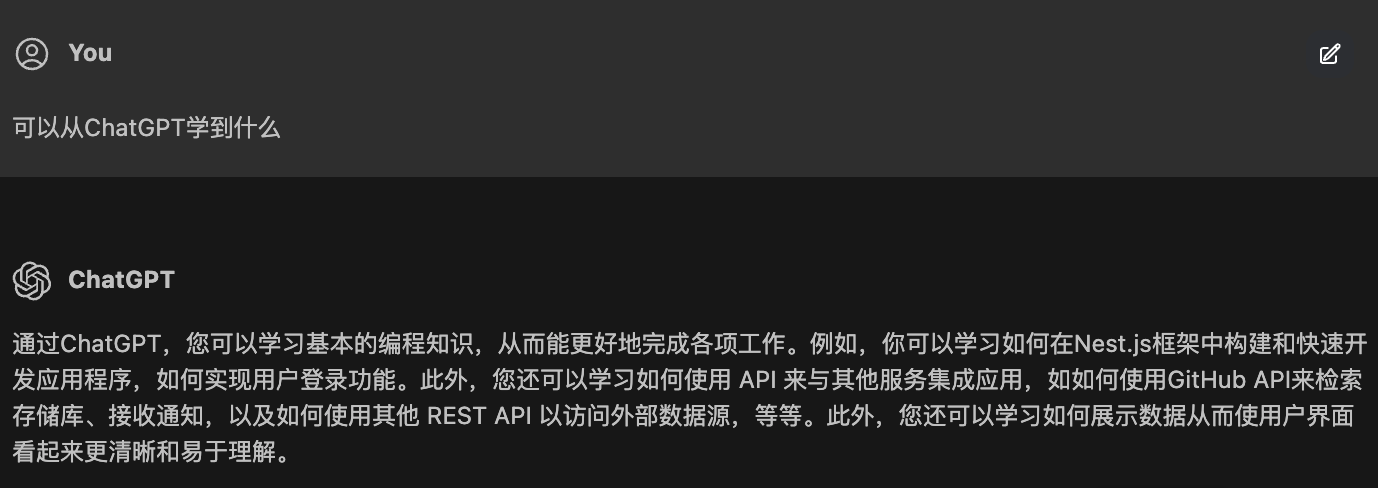 You
可以从ChatGPT学到什么
ChatGPT
通过ChatGPT，您可以学习基本的编程知识，从而能更好地完成各项工作。例如，你可以学习如何在Nest.js框架中构建和快速开
发应用程序，如何实现用户登录功能。此外，您还可以学习如何使用 API 来与其他服务集成应用，如如何使用GitHub API来检索
存储库、接收通知，以及如何使用其他 REST API 以访问外部数据源，等等。此外，您还可以学习如何展示数据从而使用户界面
看起来更清晰和易于理解。